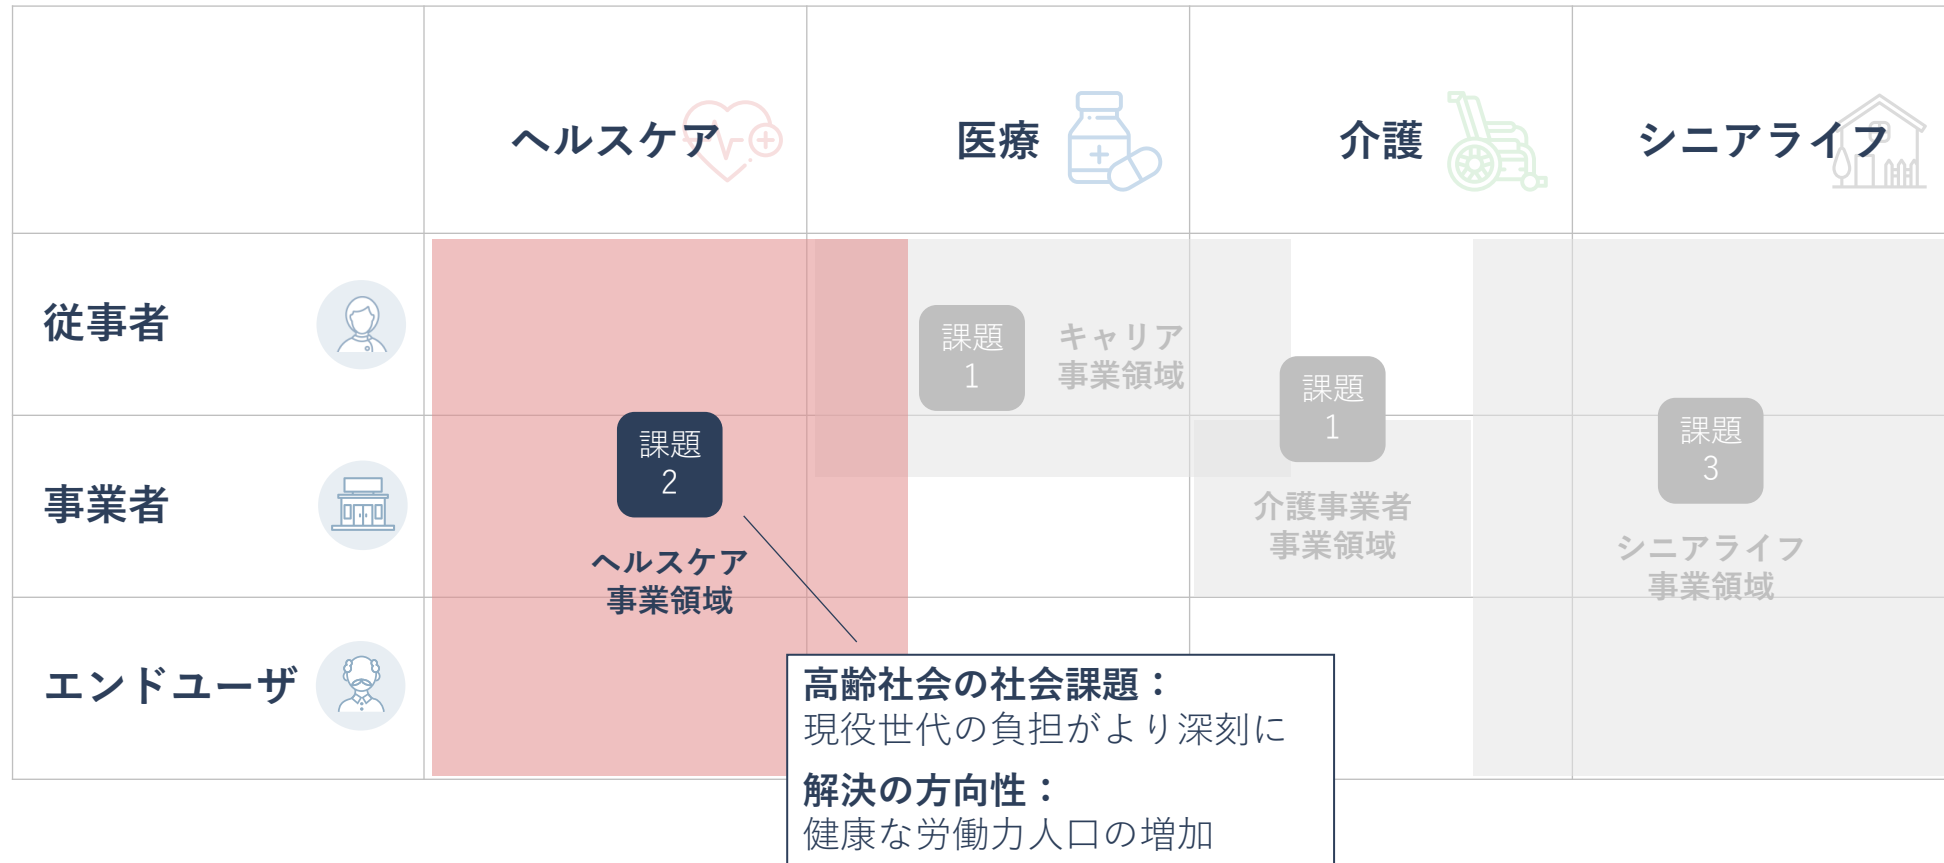 ヘルスケア
医療
介護
シニアライフ
従事者
課題
1
キャリア
事業領域
課題
1
事業者
課題
2
ヘルスケア
事業領域
介護事業者
事業領域
課題
3
シニアライフ
事業領域
エンドユーザ
高齢社会の社会課題：
現役世代の負担がより深刻に
解決の方向性：
健康な労働力人口の増加